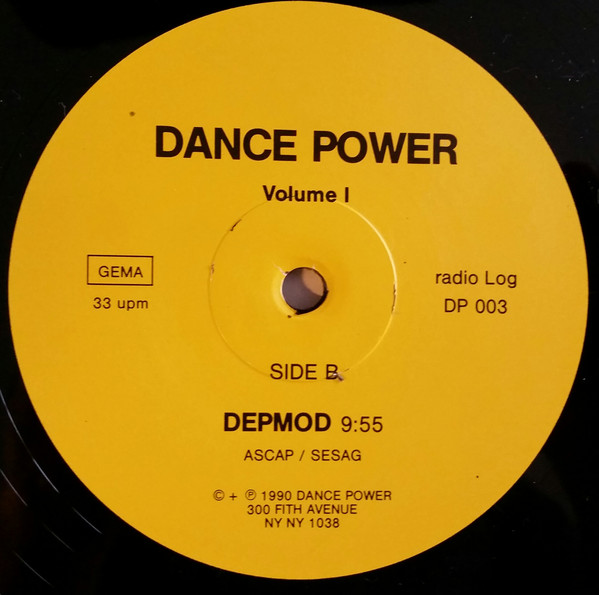 DANCE POWER
Volume I
GEMA
33 upm
radio Log
DP 003
SIDE B
DEPMOD 9:55
ASCAP / SESAG
© + ℗ 1990 DANCE POWER
300 FITH AVENUE
NY NY 1038